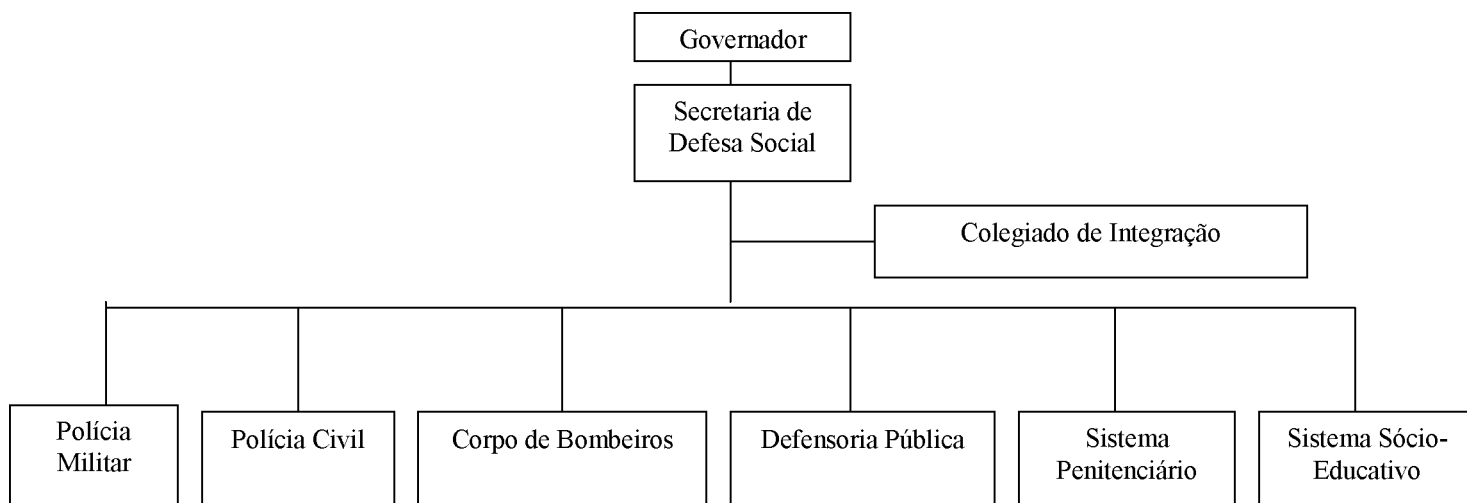 Governador
Secretaria de
Defesa Social
Colegiado de Integração
Polícia
Militar
Polícia Civil
Corpo de Bombeiros
Defensoria Pública
Sistema
Penitenciário
Sistema Sócio-
Educativo